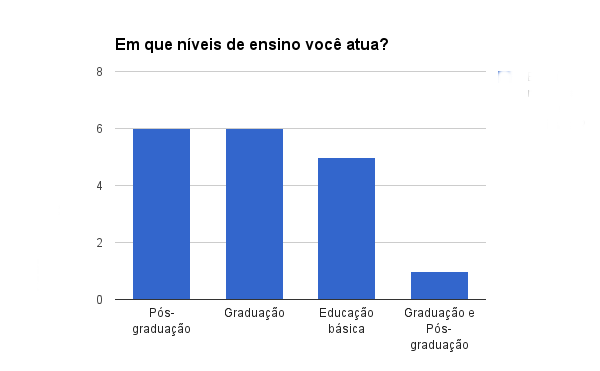 Em que níveis de ensino você atua?
8
6
4
2
0
Pós-
graduação
Graduação
Educação
básica
Graduação e
Pós-
graduação